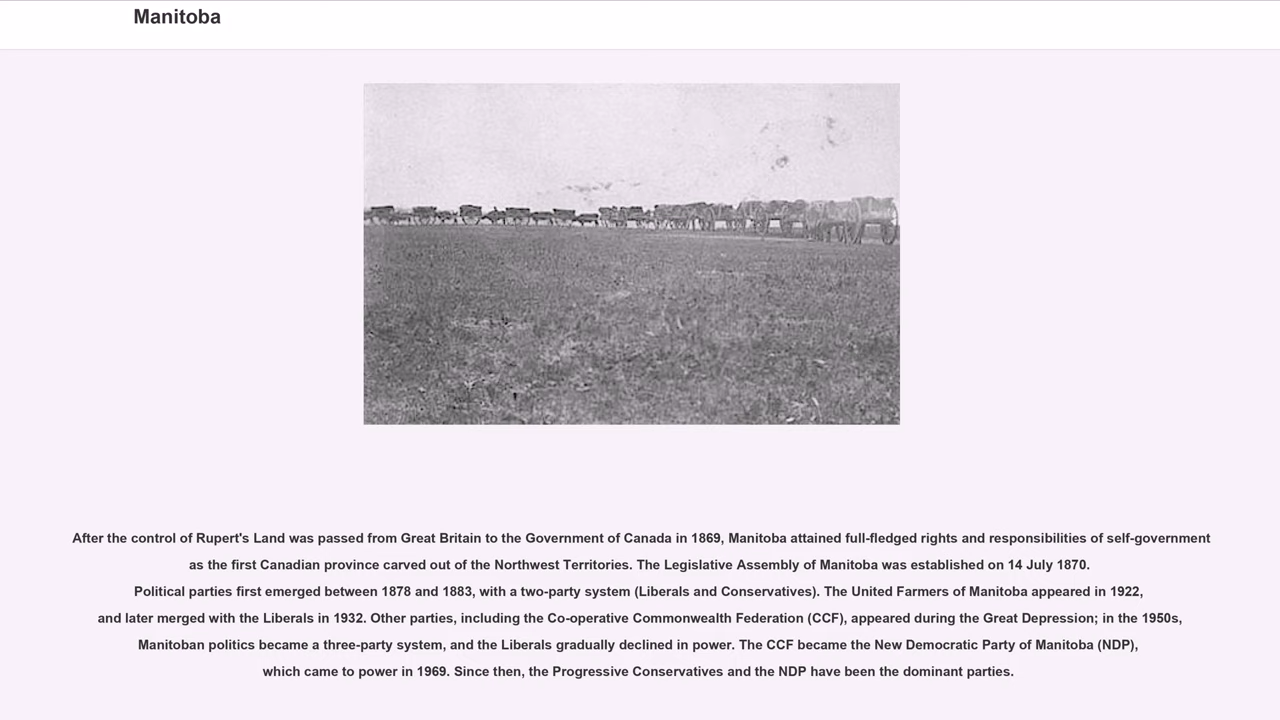 Manitoba
After the control of Rupert's Land was passed from Great Britain to the Government of Canada in 1869, Manitoba attained full-fledged rights and responsibilities of self-government
as the first Canadian province carved out of the Northwest Territories. The Legislative Assembly of Manitoba was established on 14 July 1870.
Political parties first emerged between 1878 and 1883, with a two-party system (Liberals and Conservatives). The United Farmers of Manitoba appeared in 1922,
and later merged with the Liberals in 1932. Other parties, including the Co-operative Commonwealth Federation (CCF), appeared during the Great Depression; in the 1950s,
Manitoban politics became a three-party system, and the Liberals gradually declined in power. The CCF became the New Democratic Party of Manitoba (NDP),
which came to power in 1969. Since then, the Progressive Conservatives and the NDP have been the dominant parties.